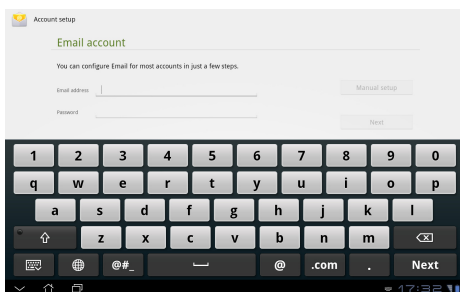 Account setup
Email account
You can configure Email for most accounts in just a few steps.
Email address
Manual setup
Password
Next
1 2 3 4 5 6 7 8 9 0
q w e r t y u i o p
a s d f g h j k l
z x c v b n m
@#_ @ .com . Next
17:32